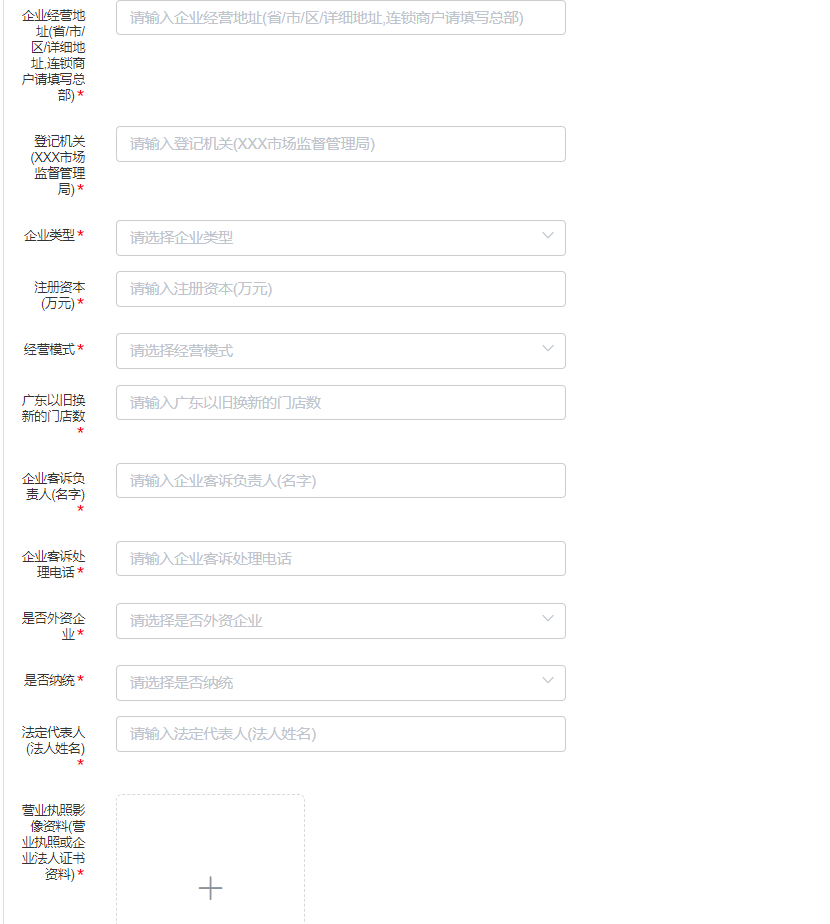 企业经营地
址(省/市/
区/详细地
址,连锁商
户请填写总
部)*
请输入企业经营地址(省/市/区/详细地址,连锁商户请填写总部)
登记机关
(XXX市场
监督管理
局)*
请输入登记机关(XXX市场监督管理局)
企业类型*
请选择企业类型
注册资本
(万元)*
请输入注册资本(万元)
经营模式*
请选择经营模式
广东以旧换
新的门店数
*
请输入广东以旧换新的门店数
企业客诉负
责人(名字)
*
请输入企业客诉负责人(名字)
企业客诉处
理电话*
请输入企业客诉处理电话
是否外资企
业*
请选择是否外资企业
是否纳统*
请选择是否纳统
法定代表人
(法人姓名)
*
请输入法定代表人(法人姓名)
营业执照影
像资料(营
业执照或企
业法人证书
资料)*